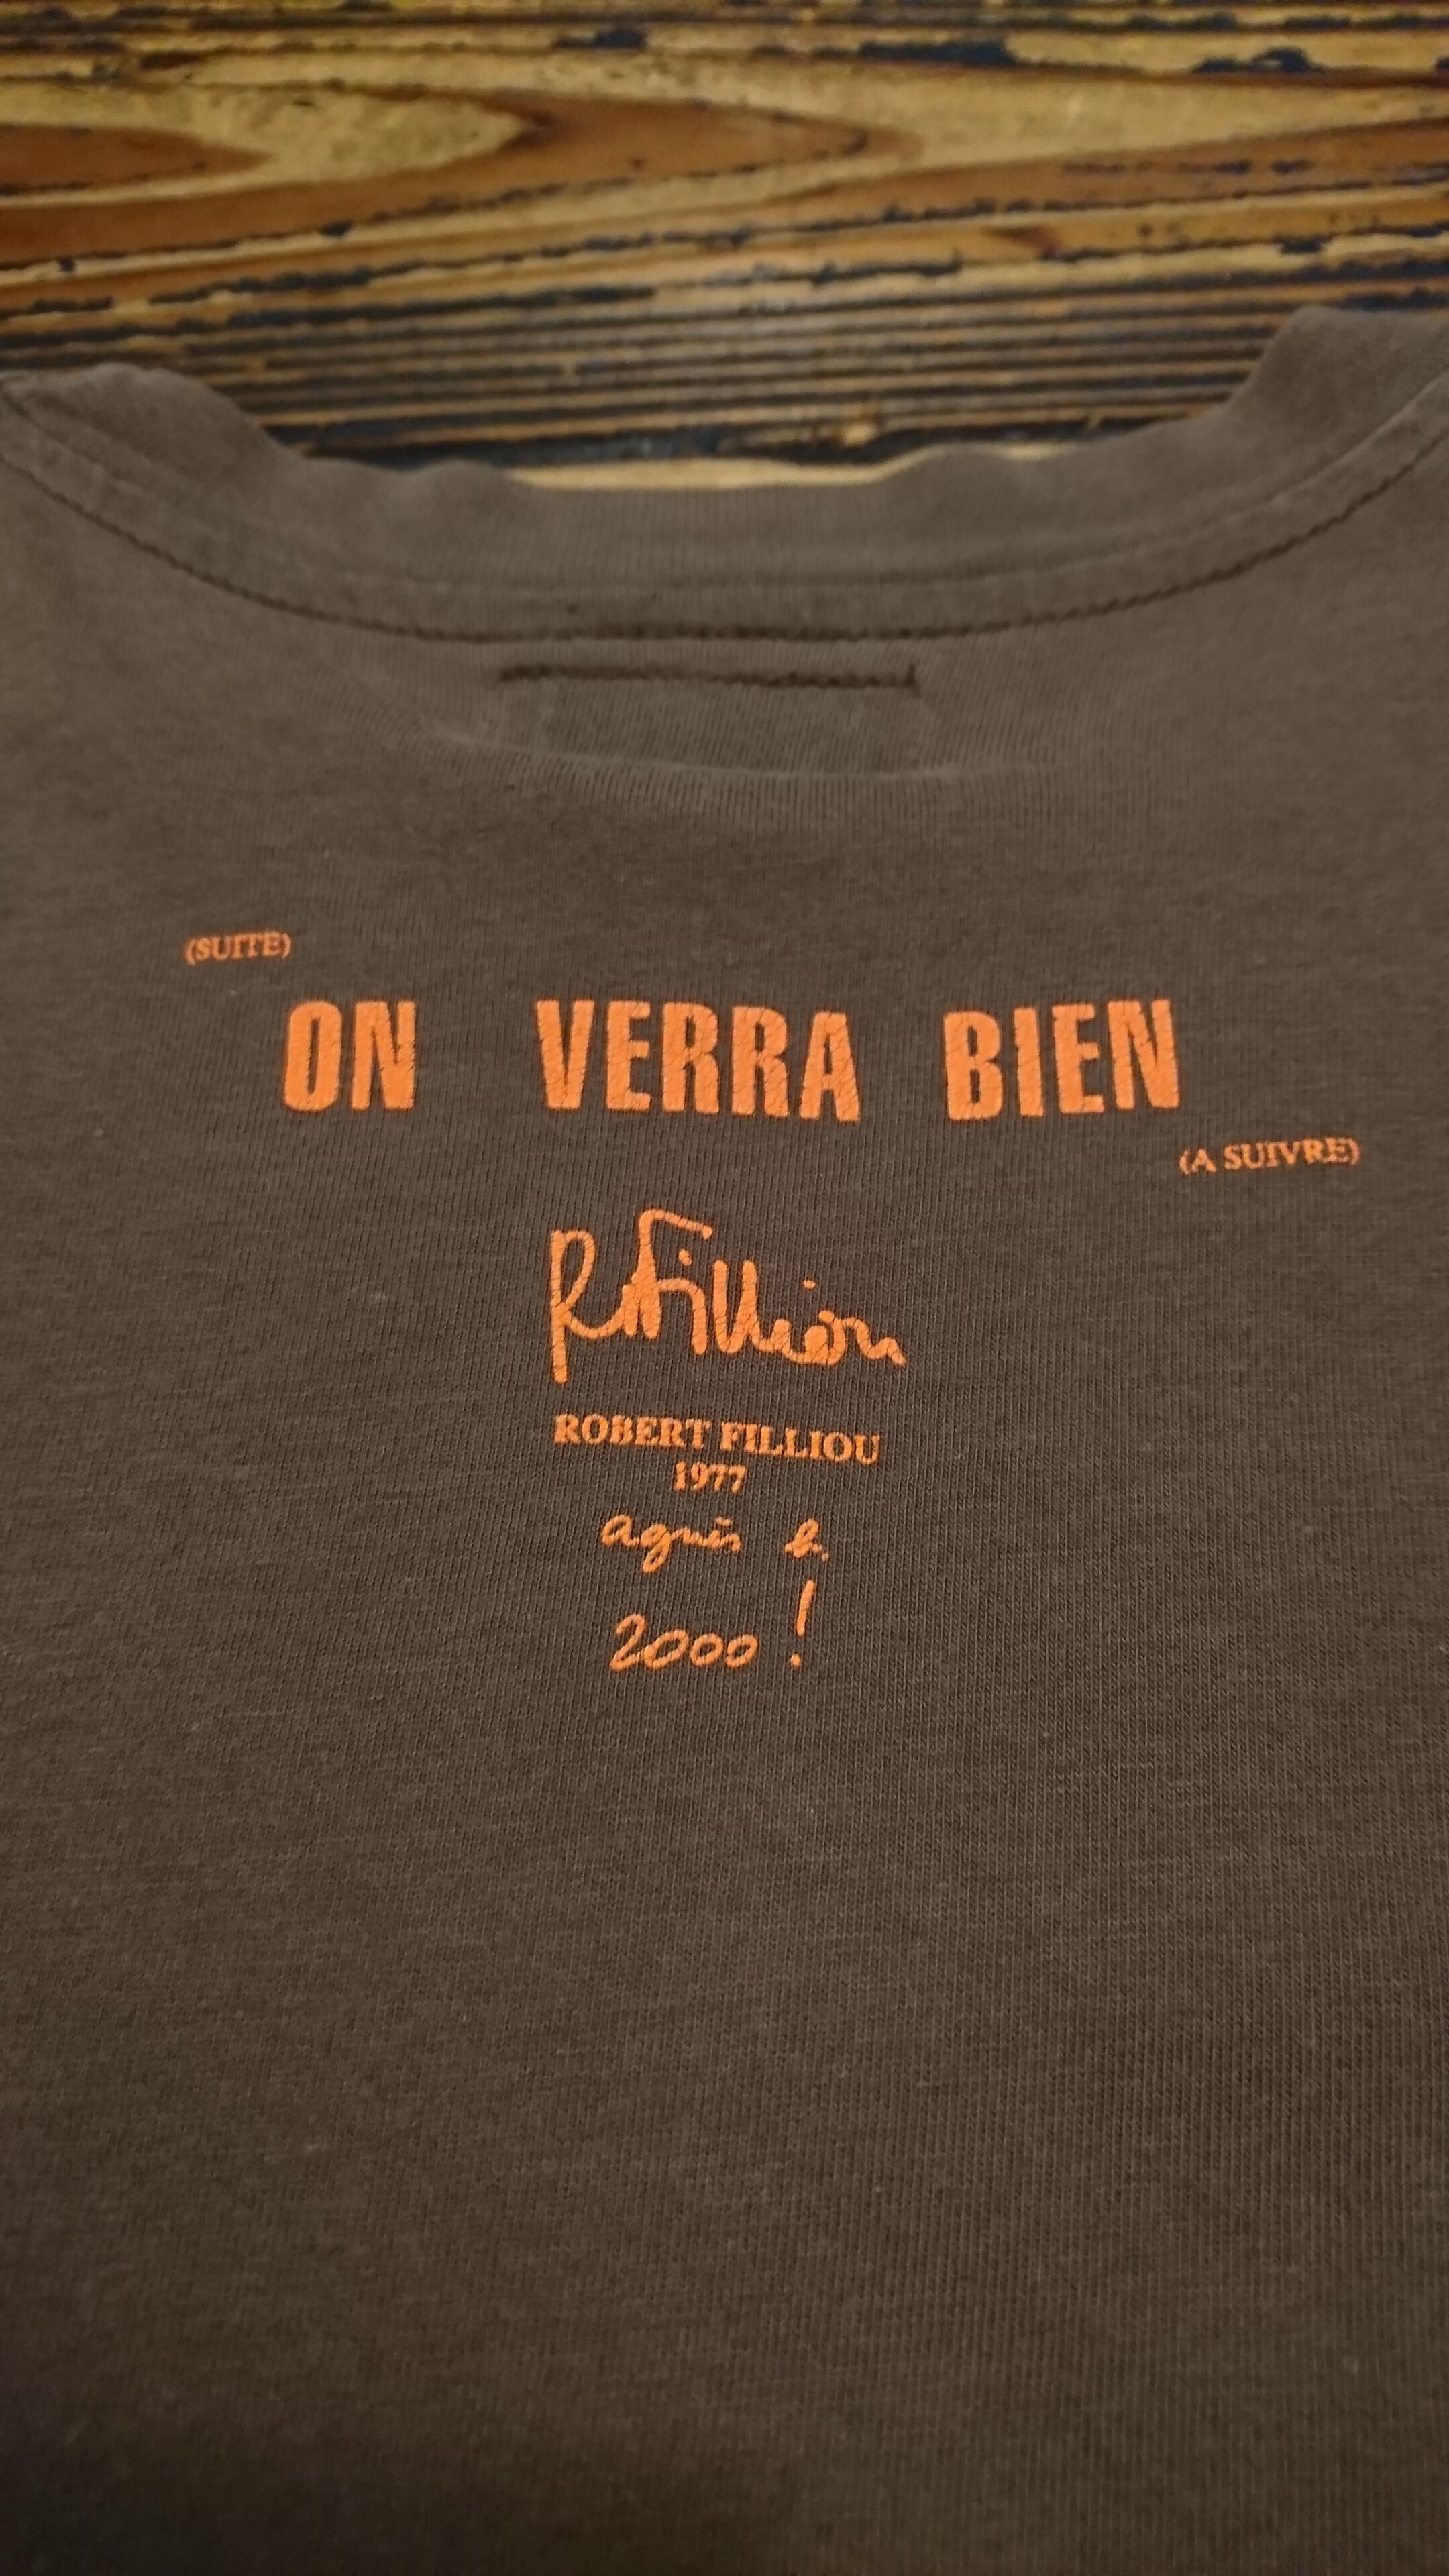 (SUITE)
ON VERRA BIEN
(A SUIVRE)
R Filliou
ROBERT FILLIOU
1977
agnès b.
2000 !